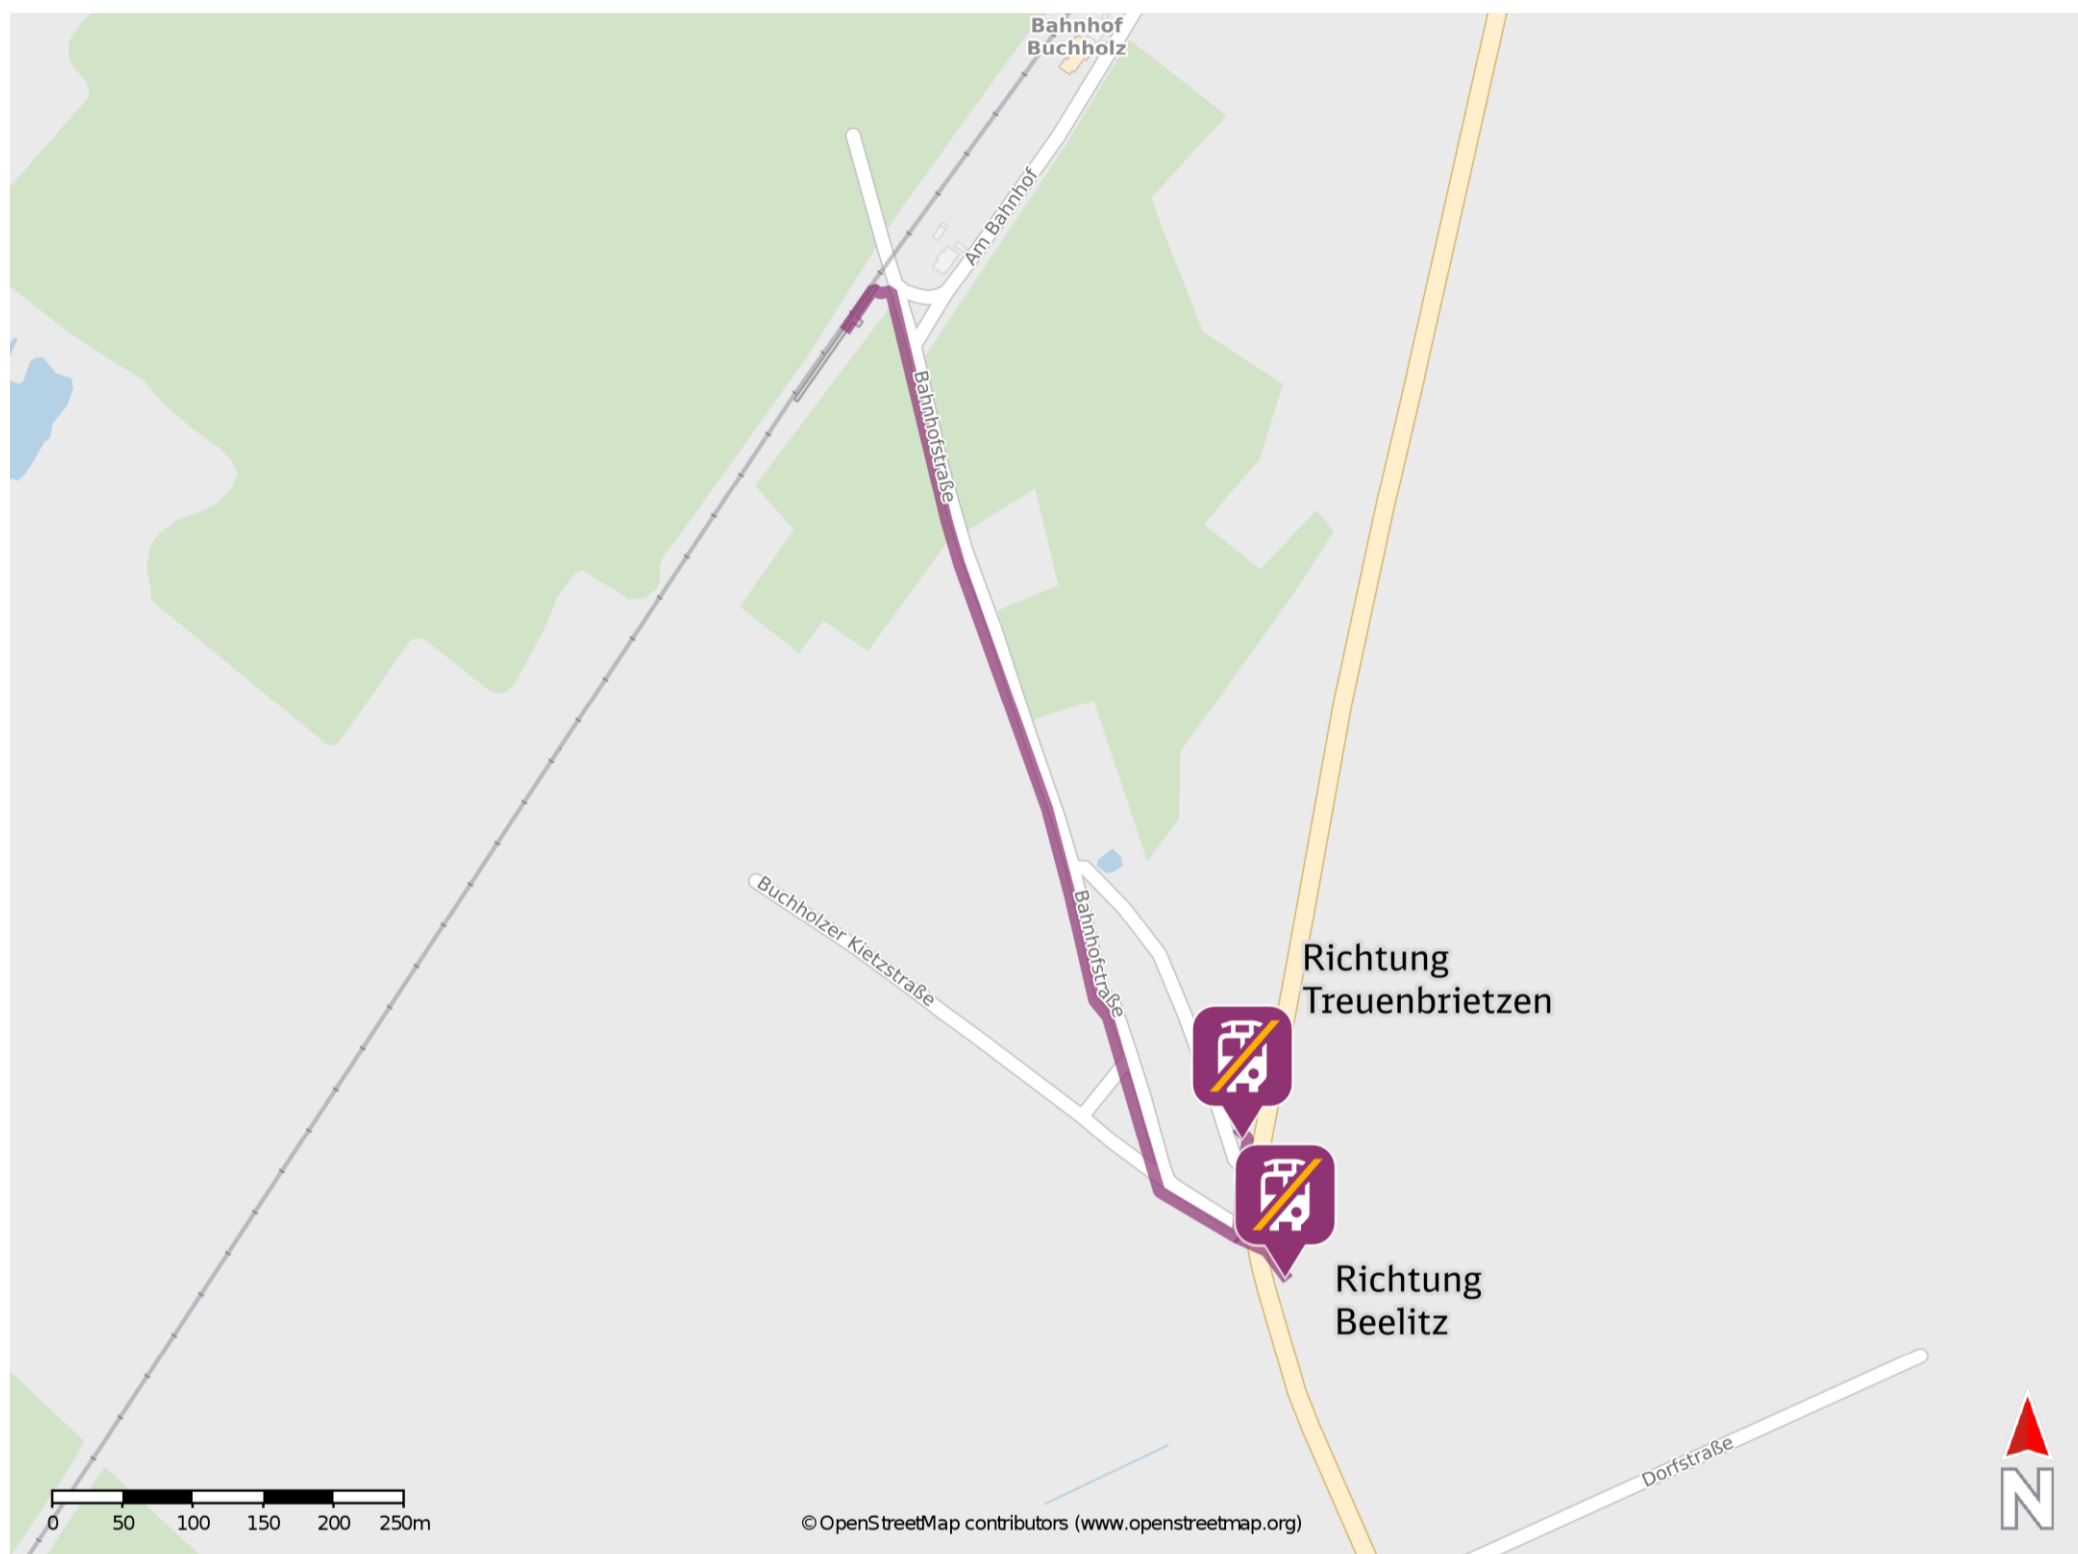 Bahnhof
Buchholz
Am Bahnhof
Bahnhofstraße
Buchholzer Kietzstraße
Bahnhofstraße
Richtung
Treuenbrietzen
Richtung
Beelitz
Dorfstraße
N
0 50 100 150 200 250m
©OpenStreetMap contributors (www.openstreetmap.org)